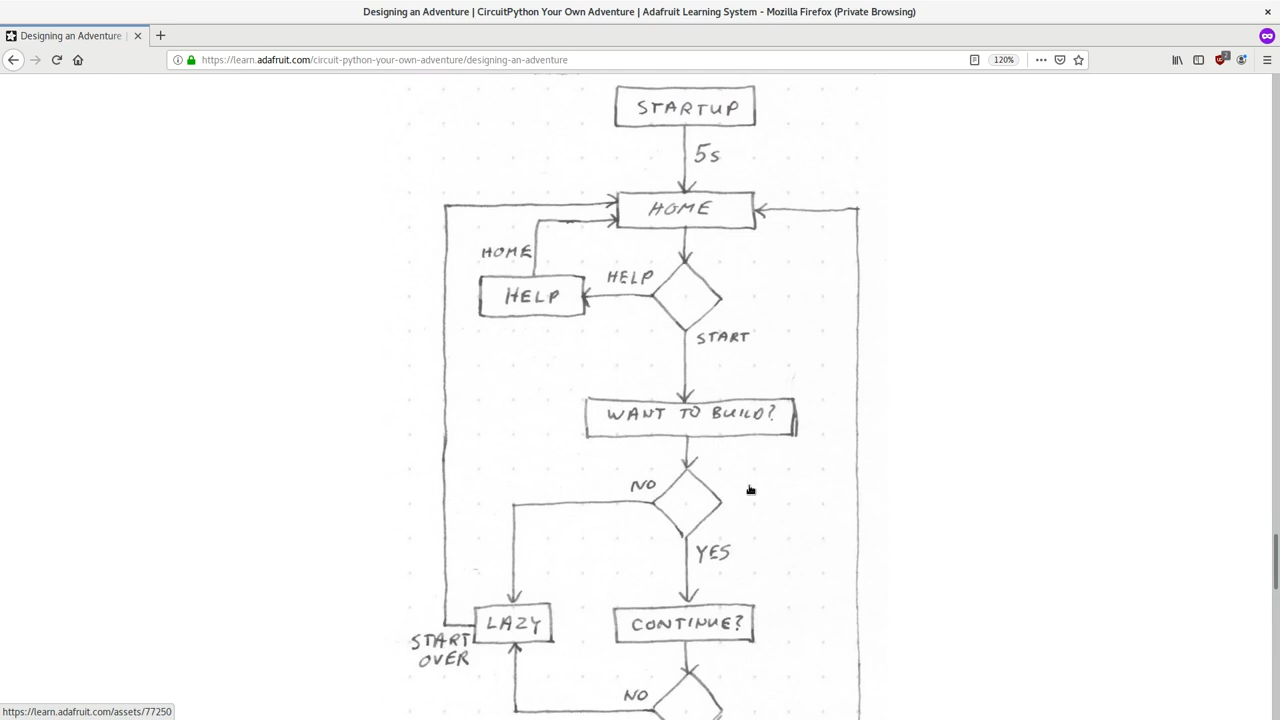 Designing an Adventure | CircuitPython Your Own Adventure | Adafruit Learning System - Mozilla Firefox (Private Browsing)
Designing an Adventure |
https://learn.adafruit.com/circuit-python-your-own-adventure/designing-an-adventure
120%
2
STARTUP
5s
HOME
HOME
HELP
HELP
START
WANT TO BUILD?
NO
YES
LAZY
CONTINUE?
START
OVER
NO
https://learn.adafruit.com/assets/77250